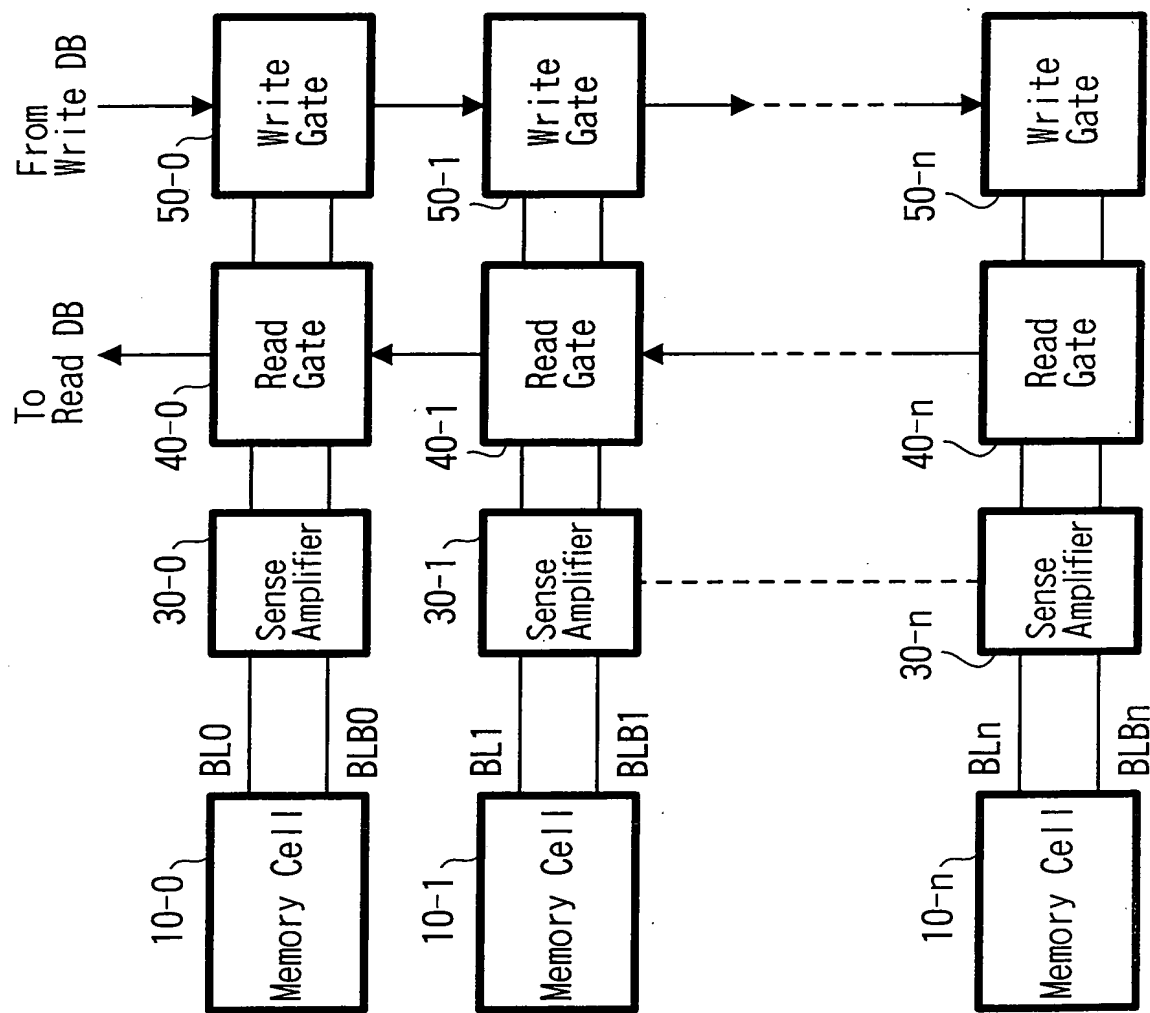 From
Write DB
To
Read DB
50-0
Write
Gate
40-0
Read
Gate
30-0
Sense
Amplifier
BL0
BLB0
10-0
Memory Cell
50-1
Write
Gate
40-1
Read
Gate
30-1
Sense
Amplifier
BL1
BLB1
10-1
Memory Cell
50-n
Write
Gate
40-n
Read
Gate
30-n
Sense
Amplifier
BLn
BLBn
10-n
Memory Cell